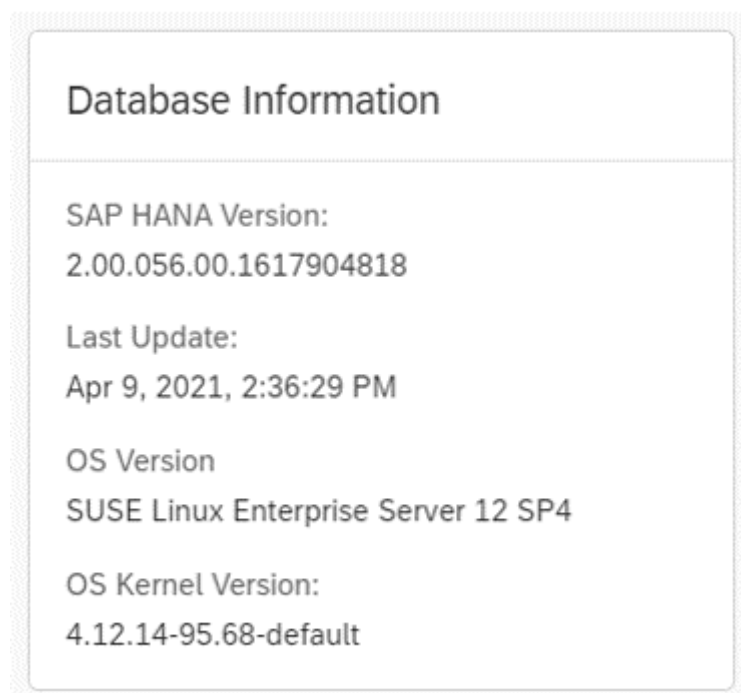 Database Information
SAP HANA Version:
2.00.056.00.1617904818
Last Update:
Apr 9, 2021, 2:36:29 PM
OS Version
SUSE Linux Enterprise Server 12 SP4
OS Kernel Version:
4.12.14-95.68-default